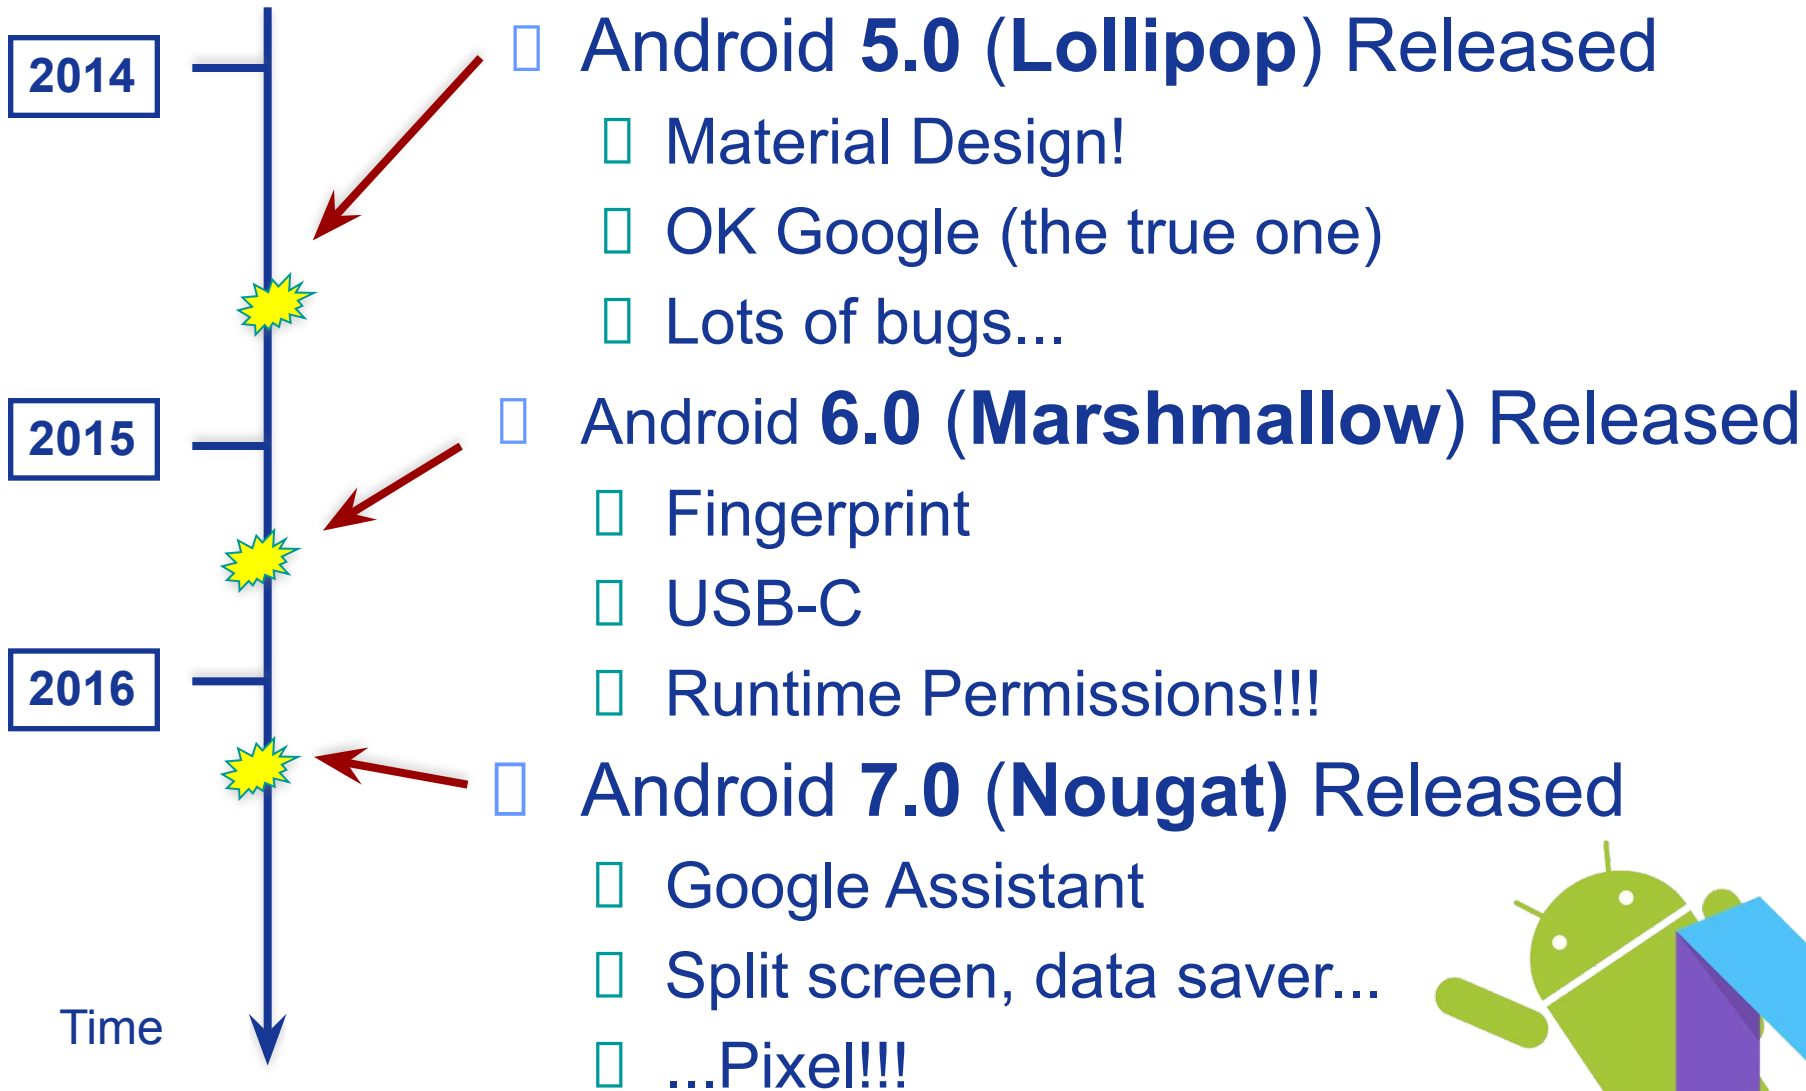 2014
Android 5.0 (Lollipop) Released
Material Design!
OK Google (the true one)
Lots of bugs...
2015
Android 6.0 (Marshmallow) Released
Fingerprint
USB-C
Runtime Permissions!!!
2016
Android 7.0 (Nougat) Released
Google Assistant
Split screen, data saver...
...Pixel!!!
Time